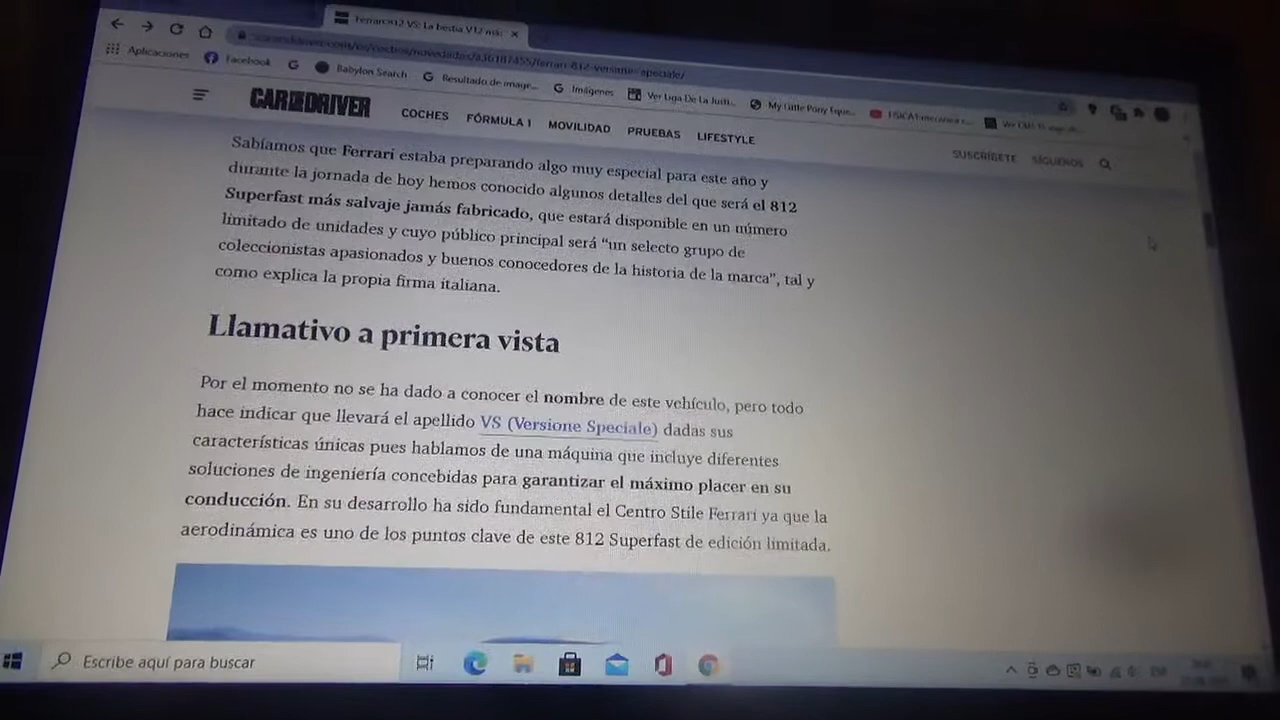 Ferrari 812 VS: La bestia V12 más
Aplicaciones
Facebook
Babylon Search
Resultado de image...
Imágenes
Ver Liga De La Justi...
My Little Pony Eque...
CAR AND DRIVER
COCHES
FÓRMULA 1
MOVILIDAD
PRUEBAS
LIFESTYLE
SUSCRÍBETE
SÍGUENOS
Sabíamos que Ferrari estaba preparando algo muy especial para este año y
durante la jornada de hoy hemos conocido algunos detalles del que será el 812
Superfast más salvaje jamás fabricado, que estará disponible en un número
limitado de unidades y cuyo público principal será “un selecto grupo de
coleccionistas apasionados y buenos conocedores de la historia de la marca”, tal y
como explica la propia firma italiana.
Llamativo a primera vista
Por el momento no se ha dado a conocer el nombre de este vehículo, pero todo
hace indicar que llevará el apellido VS (Versione Speciale) dadas sus
características únicas pues hablamos de una máquina que incluye diferentes
soluciones de ingeniería concebidas para garantizar el máximo placer en su
conducción. En su desarrollo ha sido fundamental el Centro Stile Ferrari ya que la
aerodinámica es uno de los puntos clave de este 812 Superfast de edición limitada.
Escribe aquí para buscar